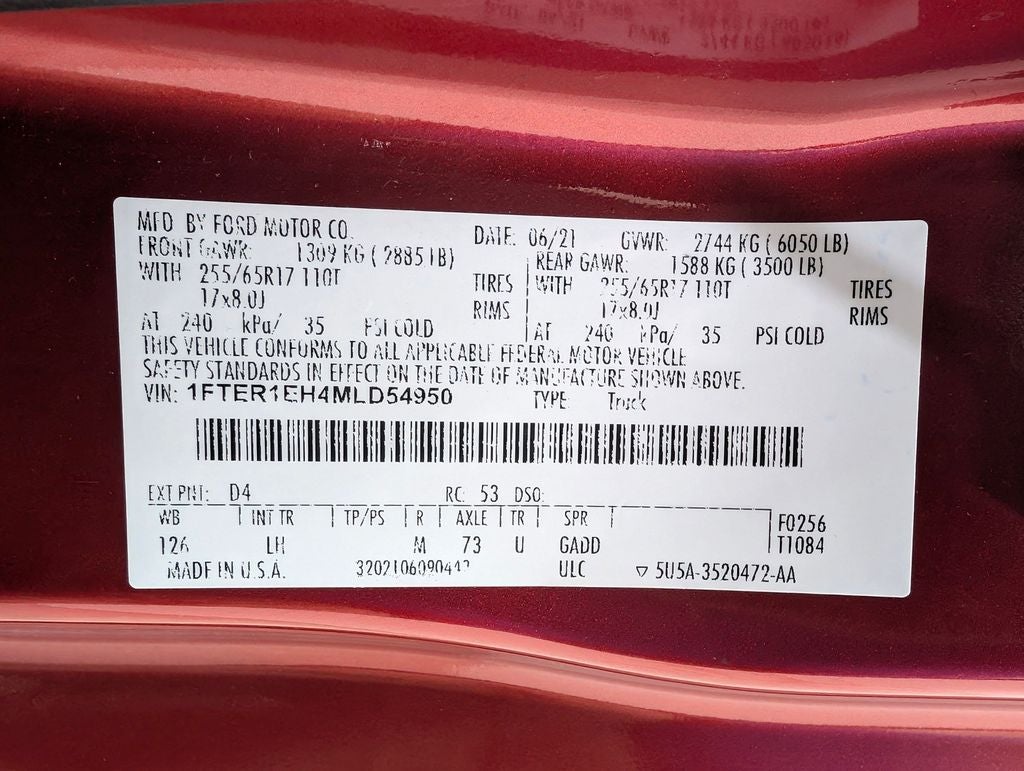 MFD BY FORD MOTOR CO. DATE: 06/21 GVWR: 2744 KG ( 6050 LB)
FRONT GAWR: 1309 KG ( 2885 LB) REAR GAWR: 1588 KG ( 3500 LB)
WITH 255/65R17 110T TIRES WITH 255/65R17 110T TIRES
17x8.0J RIMS 17x8.0J RIMS
AT 240 kPa/ 35 PSI COLD AT 240 kPa/ 35 PSI COLD
THIS VEHICLE CONFORMS TO ALL APPLICABLE FEDERAL MOTOR VEHICLE
SAFETY STANDARDS IN EFFECT ON THE DATE OF MANUFACTURE SHOWN ABOVE.
VIN: 1FTER1EH4MLD54950 TYPE: Truck
EXT PNT: D4 RC: 53 DSO:
WB INT TR TP/PS R AXLE TR SPR F0256
126 LH M 73 U GADD T1084
MADE IN U.S.A. ULC ▽ 5U5A-3520472-AA